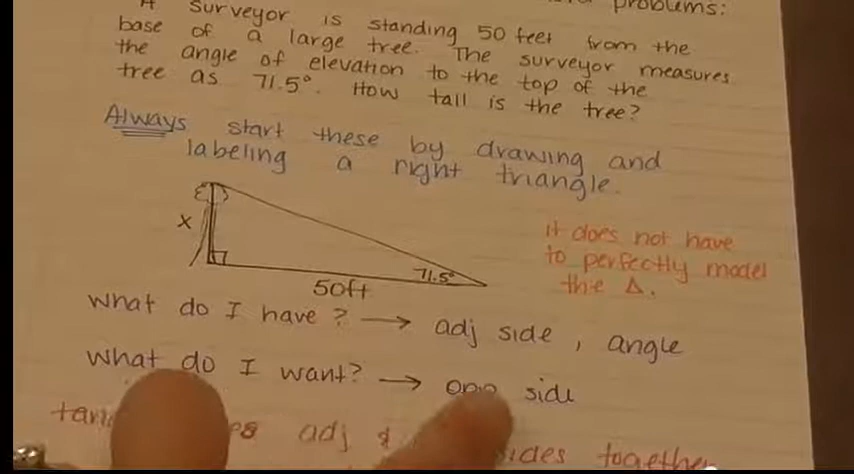 problems:
A surveyor is standing 50 feet from the
base of a large tree. The surveyor measures
the angle of elevation to the top of the
tree as 71.5°. How tall is the tree?
Always start these by drawing and
labeling a right triangle.
x
71.5°
50ft
it does not have
to perfectly model
the Δ.
What do I have? → adj side, angle
What do I want? → opp side
adj &
together